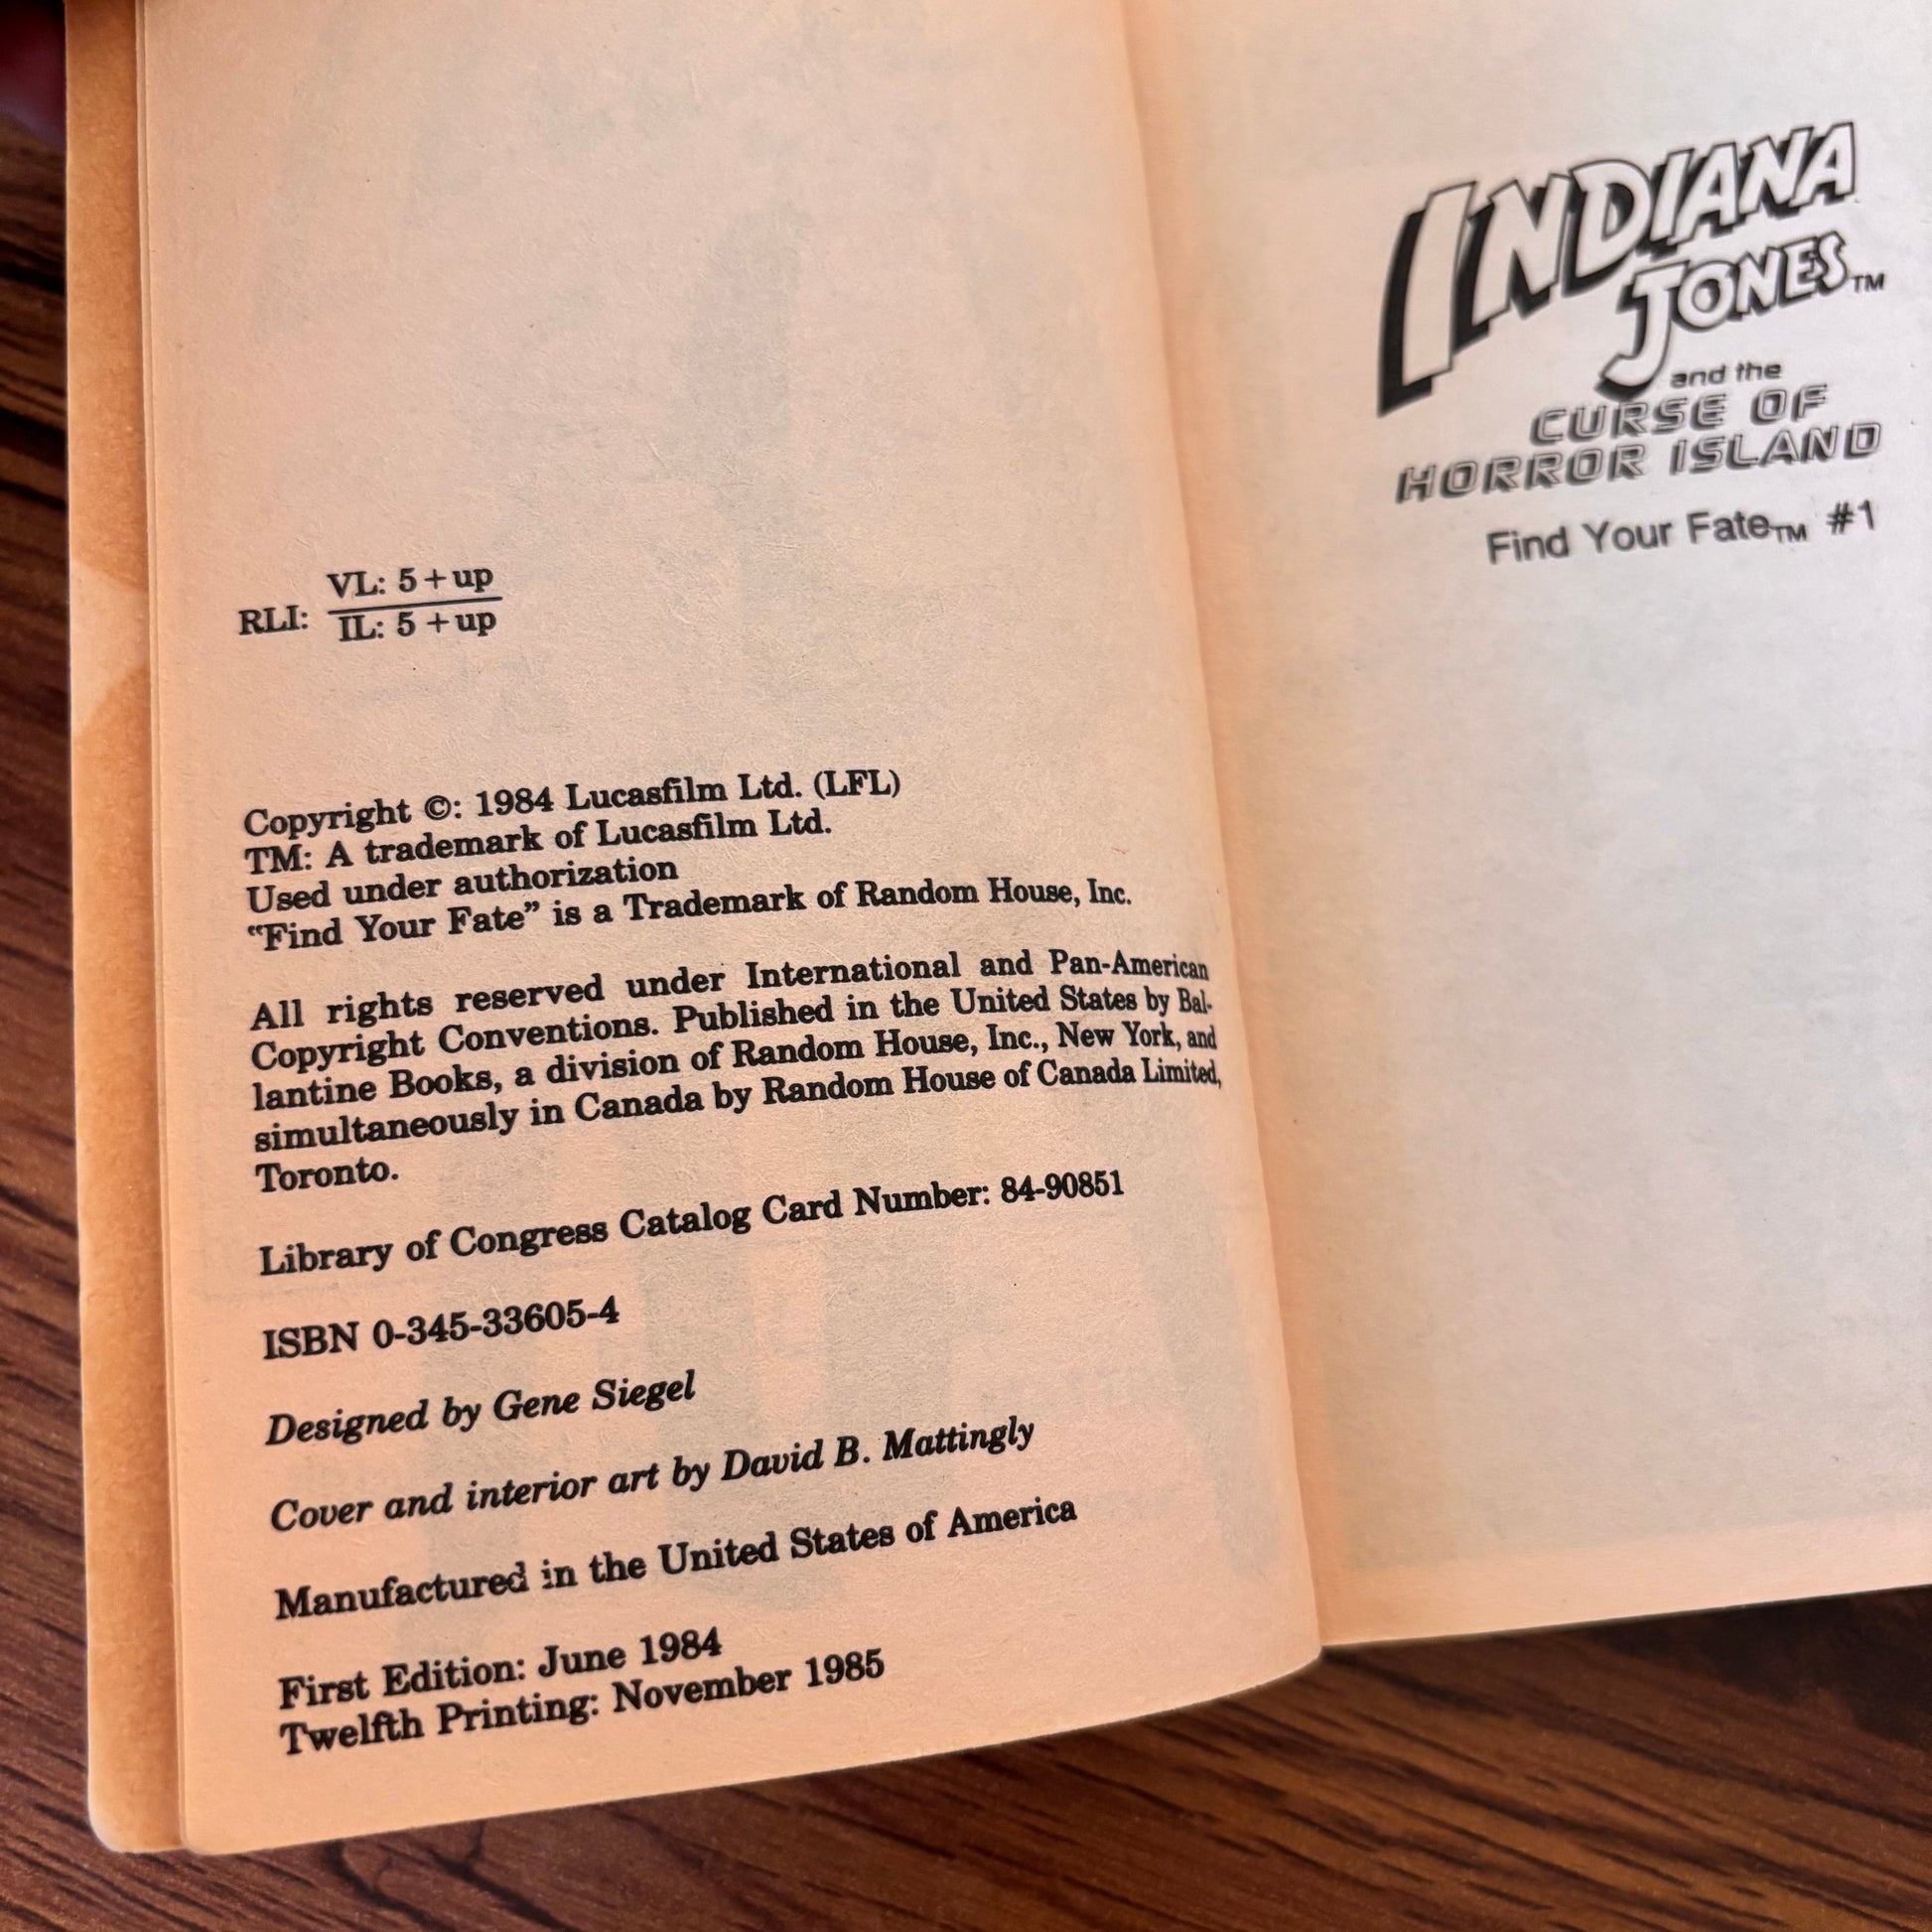 RLI: VL: 5 + up
IL: 5 + up
Copyright ©: 1984 Lucasfilm Ltd. (LFL)
TM: A trademark of Lucasfilm Ltd.
Used under authorization
“Find Your Fate” is a Trademark of Random House, Inc.
All rights reserved under International and Pan-American
Copyright Conventions. Published in the United States by Bal-
lantine Books, a division of Random House, Inc., New York, and
simultaneously in Canada by Random House of Canada Limited,
Toronto.
Library of Congress Catalog Card Number: 84-90851
ISBN 0-345-33605-4
Designed by Gene Siegel
Cover and interior art by David B. Mattingly
Manufactured in the United States of America
First Edition: June 1984
Twelfth Printing: November 1985
INDIANA
JONES™
and the
CURSE OF
HORROR ISLAND
Find Your Fate™ #1